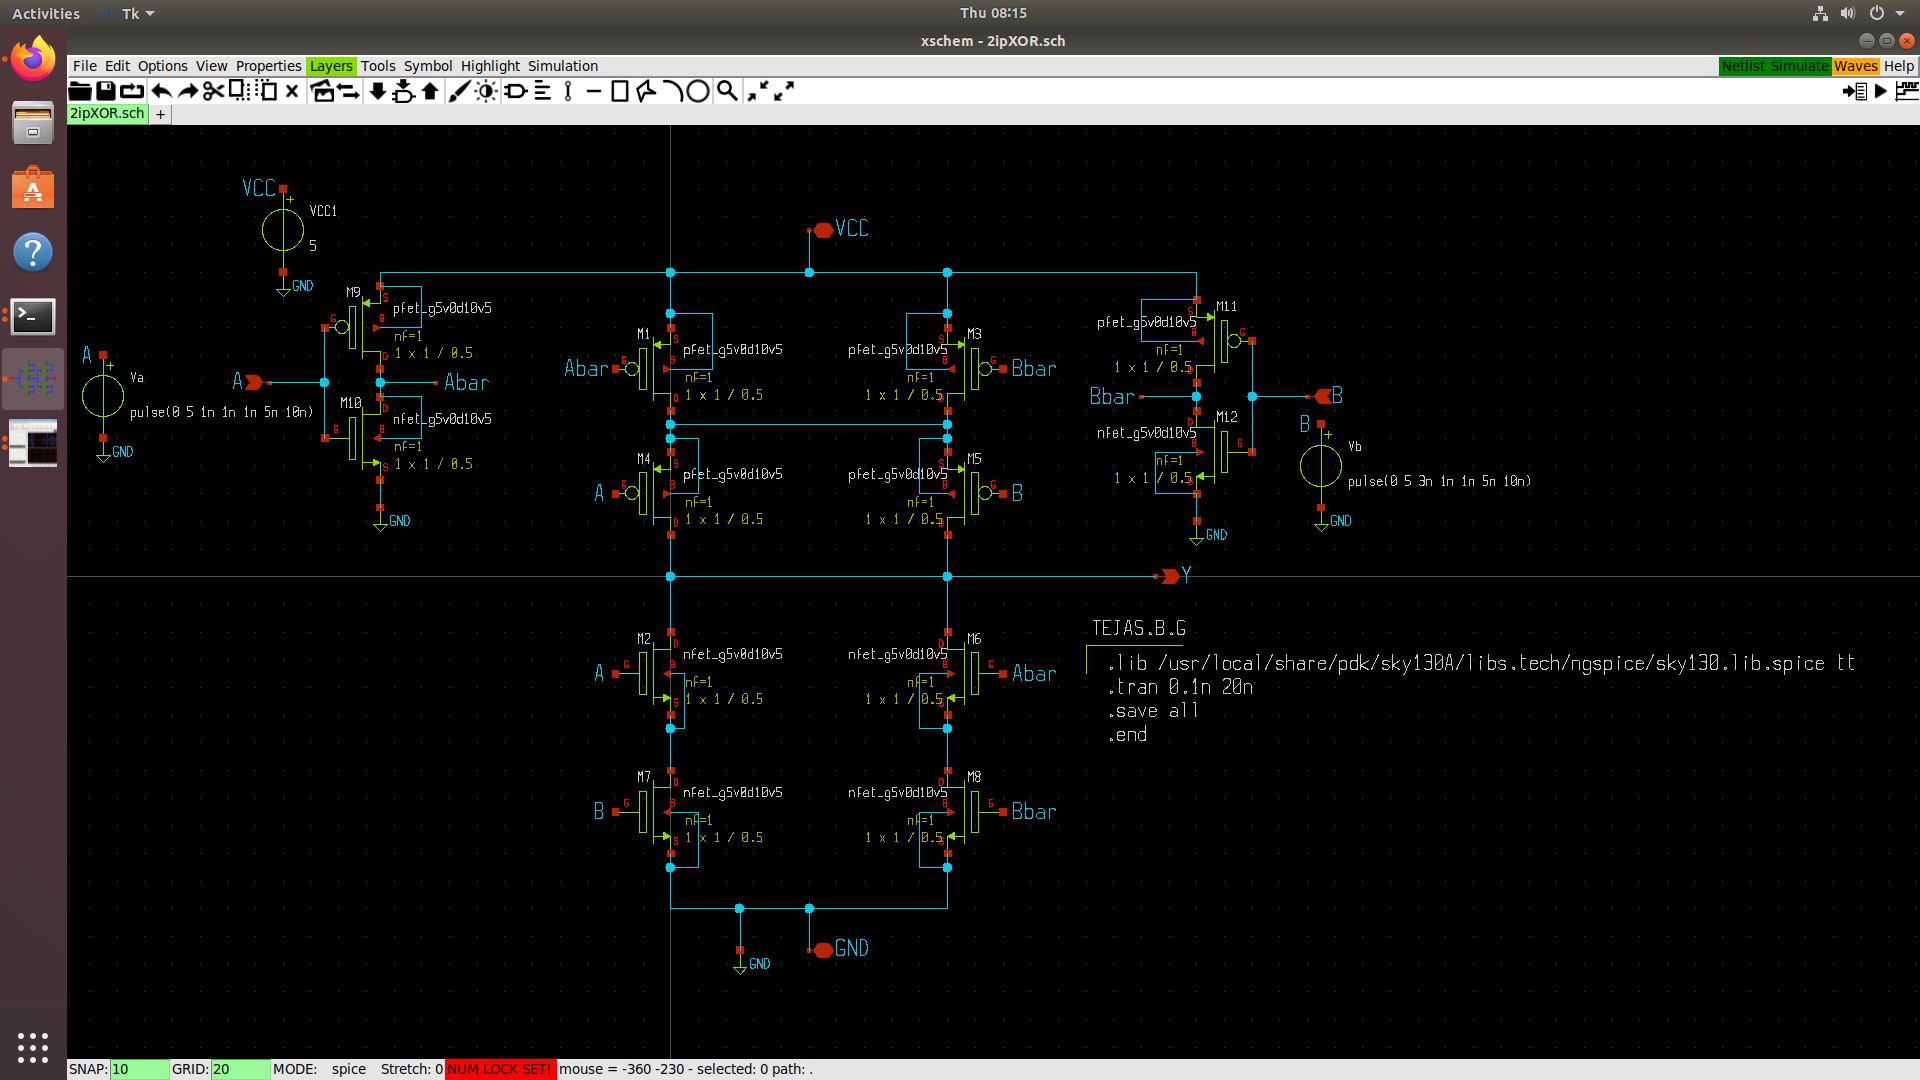 Activities Tk Thu 08:15
xschem - 2ipXOR.sch
File Edit Options View Properties Layers Tools Symbol Highlight Simulation Netlist Simulate Waves Help
2ipXOR.sch +
VCC
+
VCC1
5
GND
VCC
M9
S
pfet_g5v0d10v5
G
B
nf=1
1 x 1 / 0.5
D
A
+
Va
pulse(0 5 1n 1n 1n 5n 10n)
GND
A
Abar
M10
D
nfet_g5v0d10v5
G
B
nf=1
1 x 1 / 0.5
S
GND
M1
S
pfet_g5v0d10v5
Abar
G
B
nf=1
1 x 1 / 0.5
D
M3
S
pfet_g5v0d10v5
G
Bbar
B
nf=1
1 x 1 / 0.5
D
M11
S
pfet_g5v0d10v5
G
B
nf=1
1 x 1 / 0.5
D
Bbar
B
M12
D
nfet_g5v0d10v5
G
B
nf=1
1 x 1 / 0.5
S
GND
B
+
Vb
pulse(0 5 3n 1n 1n 5n 10n)
GND
M4
S
pfet_g5v0d10v5
A
G
B
nf=1
1 x 1 / 0.5
D
M5
S
pfet_g5v0d10v5
G
B
B
nf=1
1 x 1 / 0.5
D
Y
M2
D
nfet_g5v0d10v5
A
G
B
nf=1
1 x 1 / 0.5
S
M6
D
nfet_g5v0d10v5
G
Abar
B
nf=1
1 x 1 / 0.5
S
TEJAS.B.G
.lib /usr/local/share/pdk/sky130A/libs.tech/ngspice/sky130.lib.spice tt
.tran 0.1n 20n
.save all
.end
M7
D
nfet_g5v0d10v5
B
G
B
nf=1
1 x 1 / 0.5
S
M8
D
nfet_g5v0d10v5
G
Bbar
B
nf=1
1 x 1 / 0.5
S
GND
GND
SNAP: 10 GRID: 20 MODE: spice Stretch: 0 NUM LOCK SET! mouse = -360 -230 - selected: 0 path: .